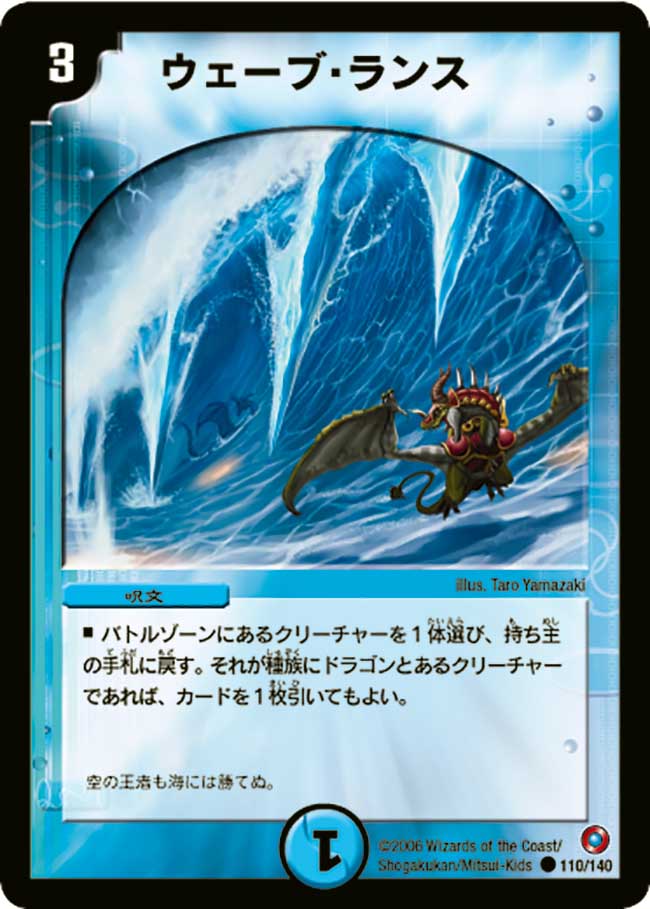 3
ウェーブ・ランス
illus. Taro Yamazaki
呪文
■ バトルゾーンにあるクリーチャーを1体選び、持ち主
の手札に戻す。それが種族にドラゴンとあるクリーチャー
であれば、カードを1枚引いてもよい。
空の王者も海には勝てぬ。
1
©2006 Wizards of the Coast/
Shogakukan/Mitsui-Kids ● 110/140